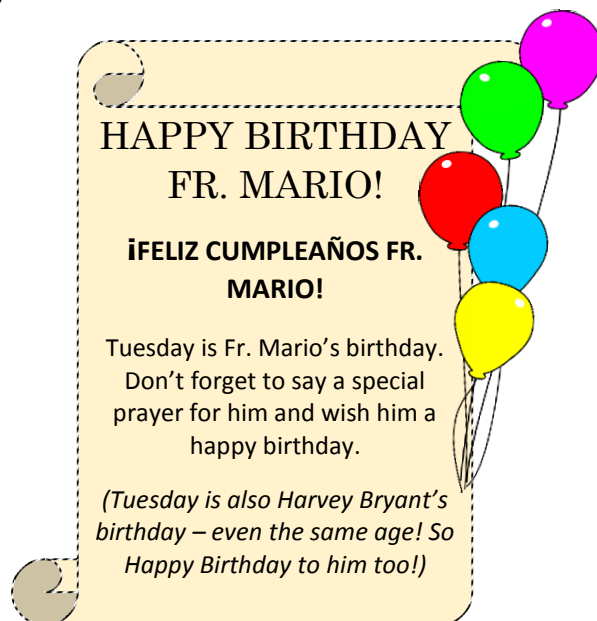 HAPPY BIRTHDAY
FR. MARIO!
¡FELIZ CUMPLEAÑOS FR.
MARIO!
Tuesday is Fr. Mario’s birthday.
Don’t forget to say a special
prayer for him and wish him a
happy birthday.
(Tuesday is also Harvey Bryant’s
birthday – even the same age! So
Happy Birthday to him too!)